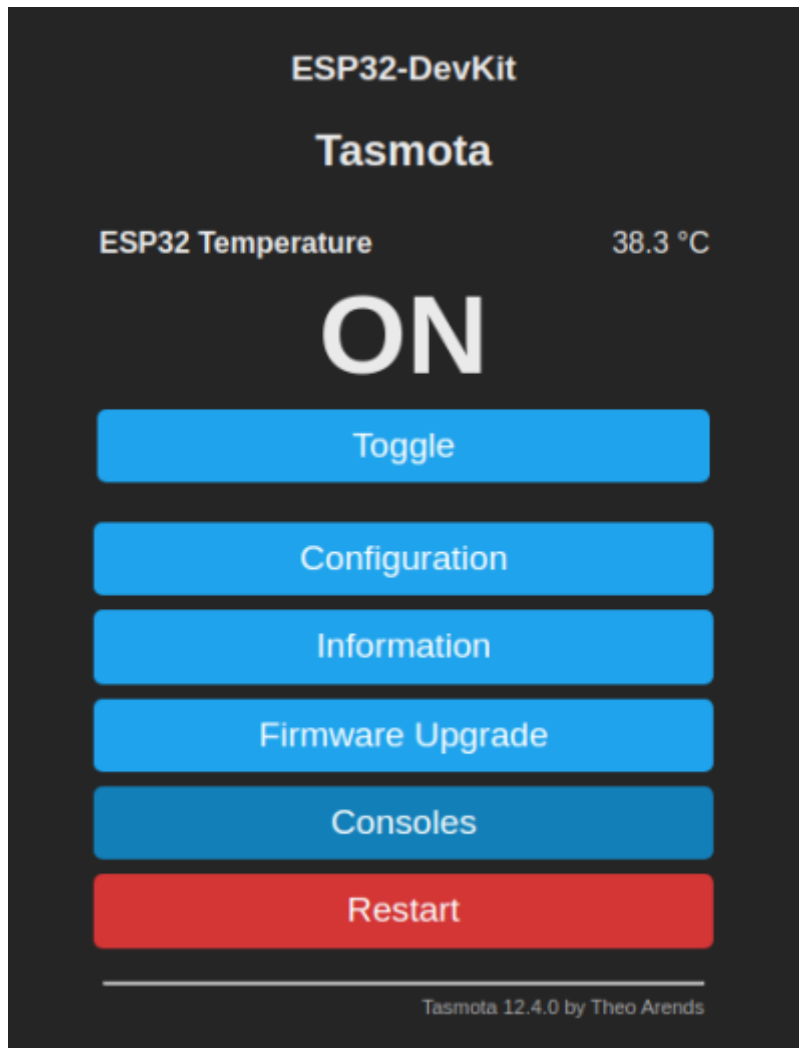 ESP32-DevKit
Tasmota
ESP32 Temperature 38.3 °C
ON
Toggle
Configuration
Information
Firmware Upgrade
Consoles
Restart
Tasmota 12.4.0 by Theo Arends